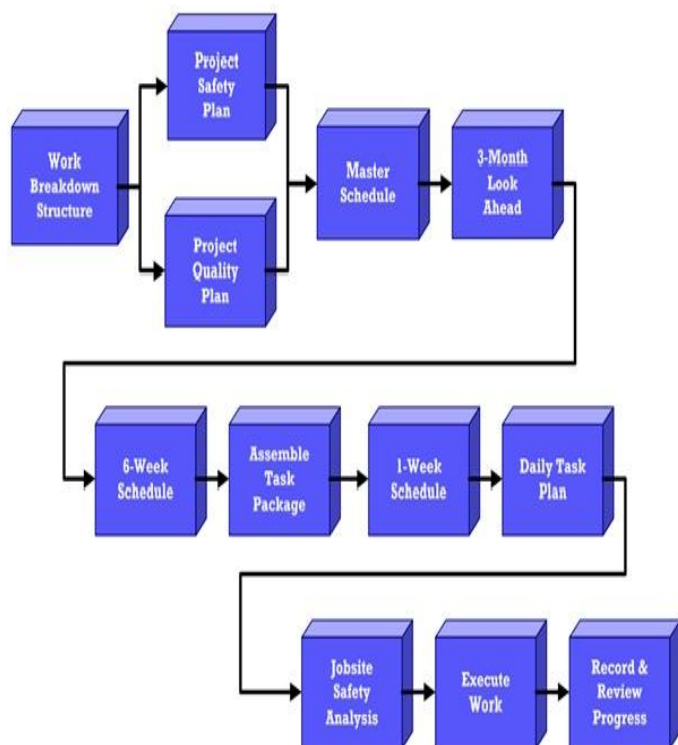 Work
Breakdown
Structure
Project
Safety
Plan
Project
Quality
Plan
Master
Schedule
3-Month
Look
Ahead
6-Week
Schedule
Assemble
Task
Package
1-Week
Schedule
Daily Task
Plan
Jobsite
Safety
Analysis
Execute
Work
Record &
Review
Progress